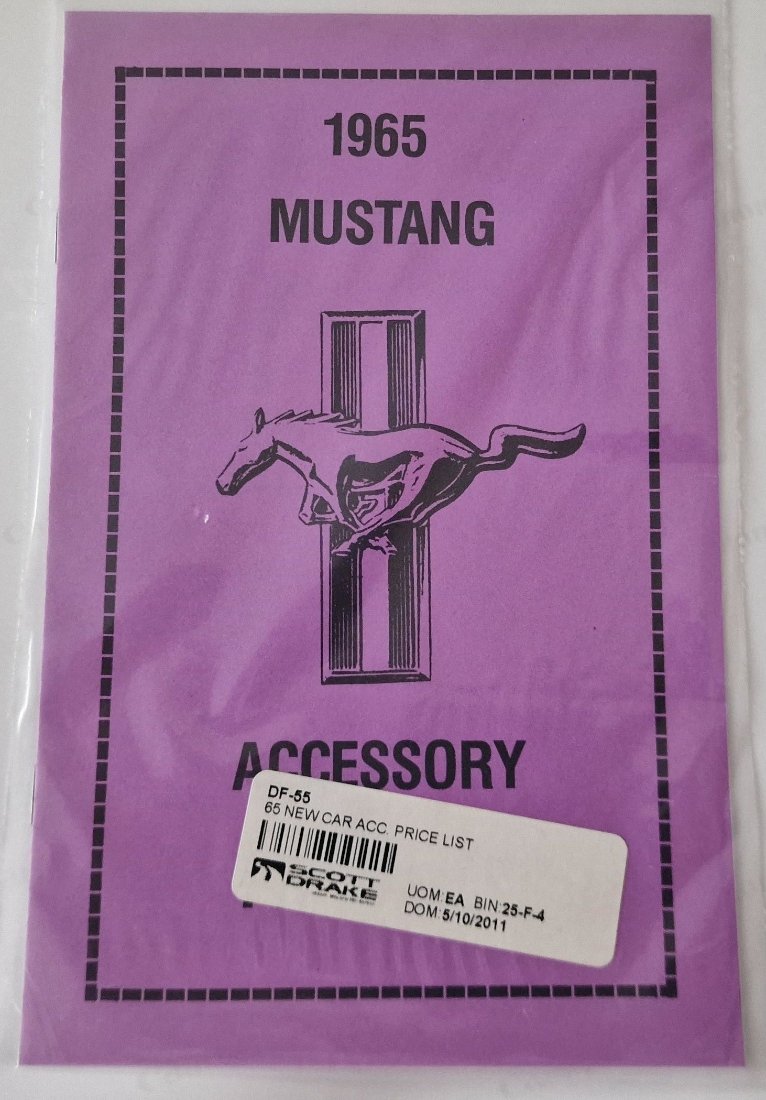 1965
MUSTANG
ACCESSORY
DF-55
65 NEW CAR ACC. PRICE LIST
SCOTT
DRAKE
UOM:EA BIN:25-F-4
DOM:5/10/2011